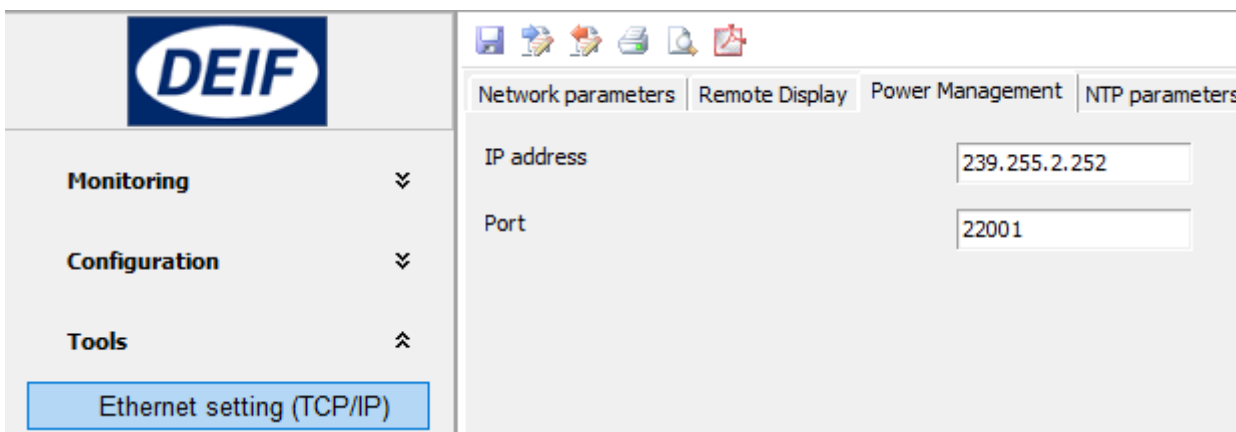 DEIF
Monitoring
Configuration
Tools
Ethernet setting (TCP/IP)
Network parameters Remote Display Power Management NTP parameters
IP address 239.255.2.252
Port 22001